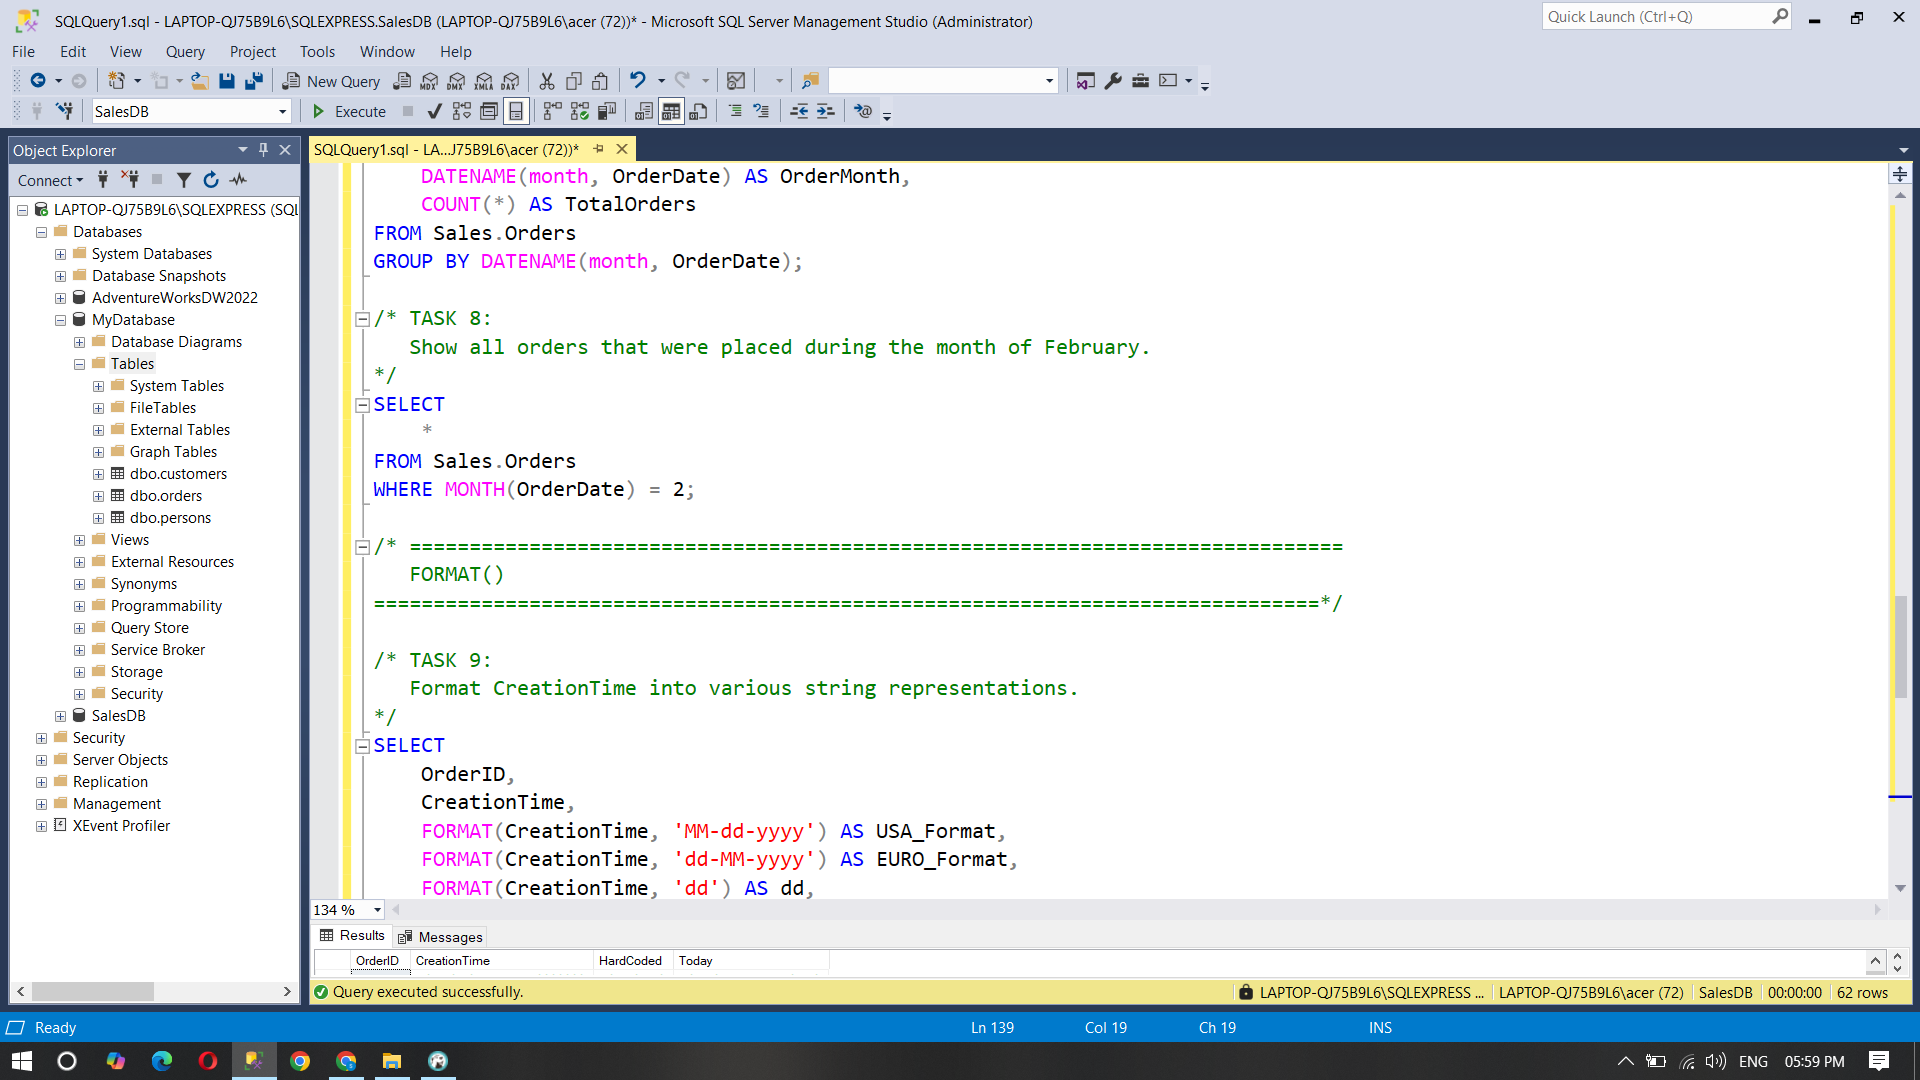 SQLQuery1.sql - LAPTOP-QJ75B9L6\SQLEXPRESS.SalesDB (LAPTOP-QJ75B9L6\acer (72))* - Microsoft SQL Server Management Studio (Administrator)
Quick Launch (Ctrl+Q)
File Edit View Query Project Tools Window Help
New Query MDX DMX XMLA DAX
SalesDB Execute
Object Explorer
SQLQuery1.sql - LA...J75B9L6\acer (72))*
Connect
LAPTOP-QJ75B9L6\SQLEXPRESS (SQL
Databases
System Databases
Database Snapshots
AdventureWorksDW2022
MyDatabase
Database Diagrams
Tables
System Tables
FileTables
External Tables
Graph Tables
dbo.customers
dbo.orders
dbo.persons
Views
External Resources
Synonyms
Programmability
Query Store
Service Broker
Storage
Security
SalesDB
Security
Server Objects
Replication
Management
XEvent Profiler
DATENAME(month, OrderDate) AS OrderMonth,
COUNT(*) AS TotalOrders
FROM Sales.Orders
GROUP BY DATENAME(month, OrderDate);
/* TASK 8:
Show all orders that were placed during the month of February.
*/
SELECT
*
FROM Sales.Orders
WHERE MONTH(OrderDate) = 2;
/* ==============================================================================
FORMAT()
===============================================================================*/
/* TASK 9:
Format CreationTime into various string representations.
*/
SELECT
OrderID,
CreationTime,
FORMAT(CreationTime, 'MM-dd-yyyy') AS USA_Format,
FORMAT(CreationTime, 'dd-MM-yyyy') AS EURO_Format,
FORMAT(CreationTime, 'dd') AS dd,
134 %
Results Messages
OrderID CreationTime HardCoded Today
Query executed successfully. LAPTOP-QJ75B9L6\SQLEXPRESS ... LAPTOP-QJ75B9L6\acer (72) SalesDB 00:00:00 62 rows
Ready Ln 139 Col 19 Ch 19 INS
ENG 05:59 PM